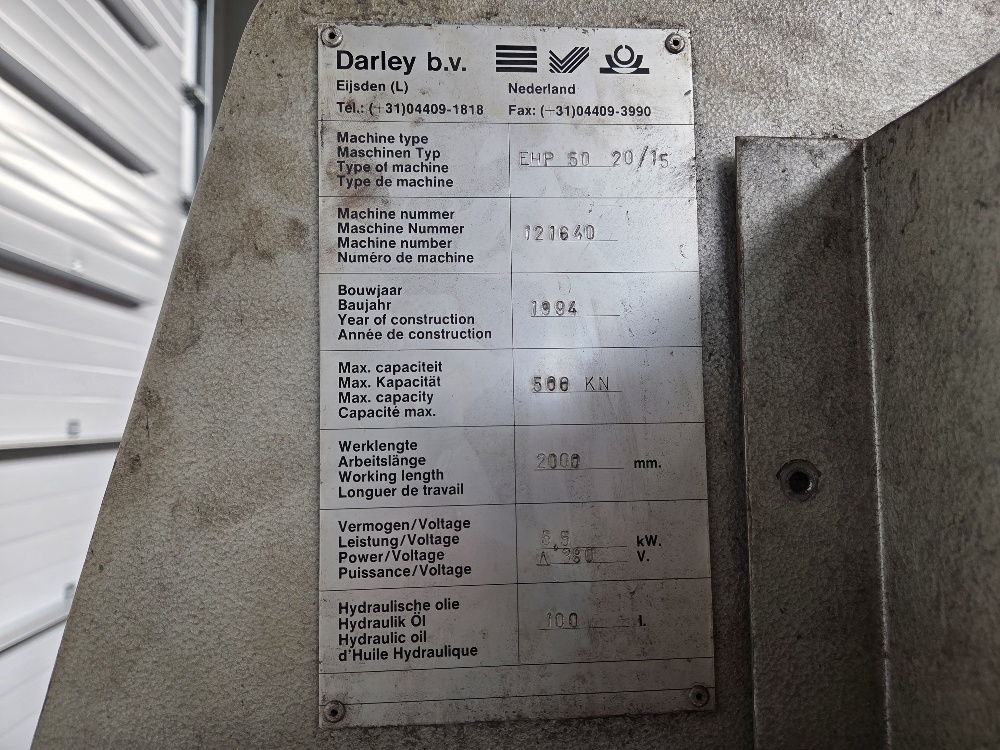 Darley b.v.
Eijsden (L) Nederland
Tel.: (+31)04409-1818 Fax: (+31)04409-3990
Machine type
Maschinen Typ
Type of machine
Type de machine
EHP 50 20/15
Machine nummer
Maschine Nummer
Machine number
Numéro de machine
121640
Bouwjaar
Baujahr
Year of construction
Année de construction
1994
Max. capaciteit
Max. Kapacität
Max. capacity
Capacité max.
500 KN
Werklengte
Arbeitslänge
Working length
Longuer de travail
2000 mm.
Vermogen/Voltage
Leistung/Voltage
Power/Voltage
Puissance/Voltage
5,5 kW.
A 380 V.
Hydraulische olie
Hydraulik Öl
Hydraulic oil
d'Huile Hydraulique
100 l.